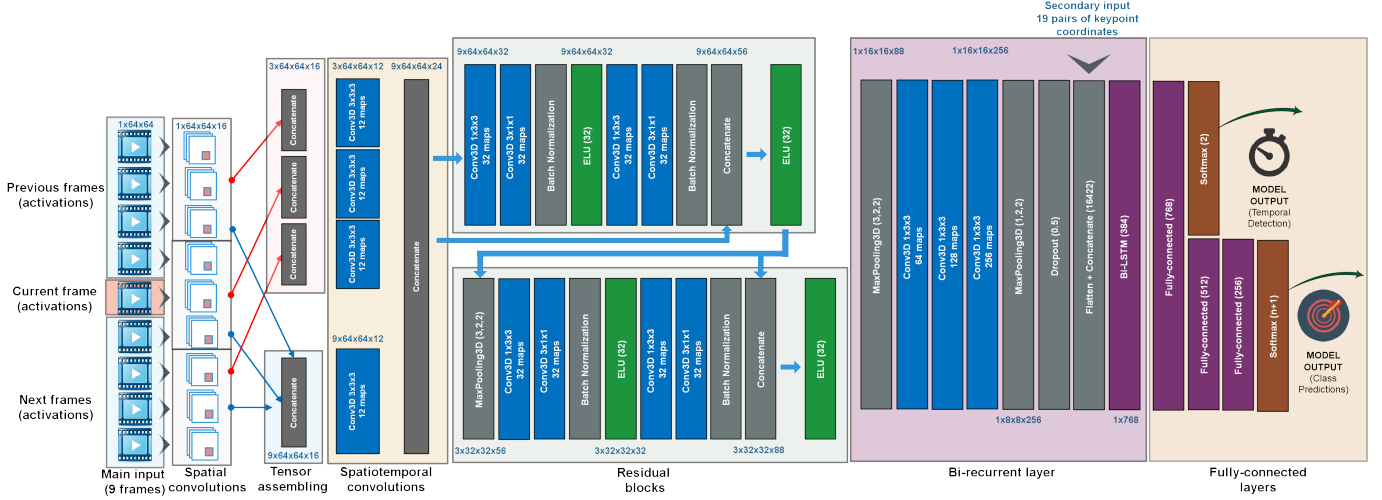 Secondary input
19 pairs of keypoint
coordinates
1x64x64
1x64x64x16
3x64x64x16
3x64x64x12
9x64x64x24
9x64x64x32
9x64x64x32
9x64x64x56
1x16x16x88
1x16x16x256
Previous frames
(activations)
Current frame
(activations)
Next frames
(activations)
Concatenate
Concatenate
Concatenate
Concatenate
9x64x64x16
Conv3D 3x3x3
12 maps
Conv3D 3x3x3
12 maps
Conv3D 3x3x3
12 maps
9x64x64x12
Conv3D 3x3x3
12 maps
Concatenate
Conv3D 1x3x3
32 maps
Conv3D 3x1x1
32 maps
Batch Normalization
ELU (32)
Conv3D 1x3x3
32 maps
Conv3D 3x1x1
32 maps
Batch Normalization
Concatenate
ELU (32)
MaxPooling3D (3,2,2)
Conv3D 1x3x3
32 maps
Conv3D 3x1x1
32 maps
Batch Normalization
ELU (32)
Conv3D 1x3x3
32 maps
Conv3D 3x1x1
32 maps
Batch Normalization
Concatenate
ELU (32)
3x32x32x56
3x32x32x32
3x32x32x88
MaxPooling3D (3,2,2)
Conv3D 1x3x3
64 maps
Conv3D 1x3x3
128 maps
Conv3D 1x3x3
256 maps
MaxPooling3D (1,2,2)
Dropout (0.5)
Flatten + Concatenate (16422)
Bi-LSTM (384)
1x8x8x256
1x768
Fully-connected (768)
Softmax (2)
Fully-connected (512)
Fully-connected (256)
Softmax (n+1)
MODEL
OUTPUT
(Temporal
Detection)
MODEL
OUTPUT
(Class
Predictions)
Main input
(9 frames)
Spatial
convolutions
Tensor
assembling
Spatiotemporal
convolutions
Residual
blocks
Bi-recurrent layer
Fully-connected
layers